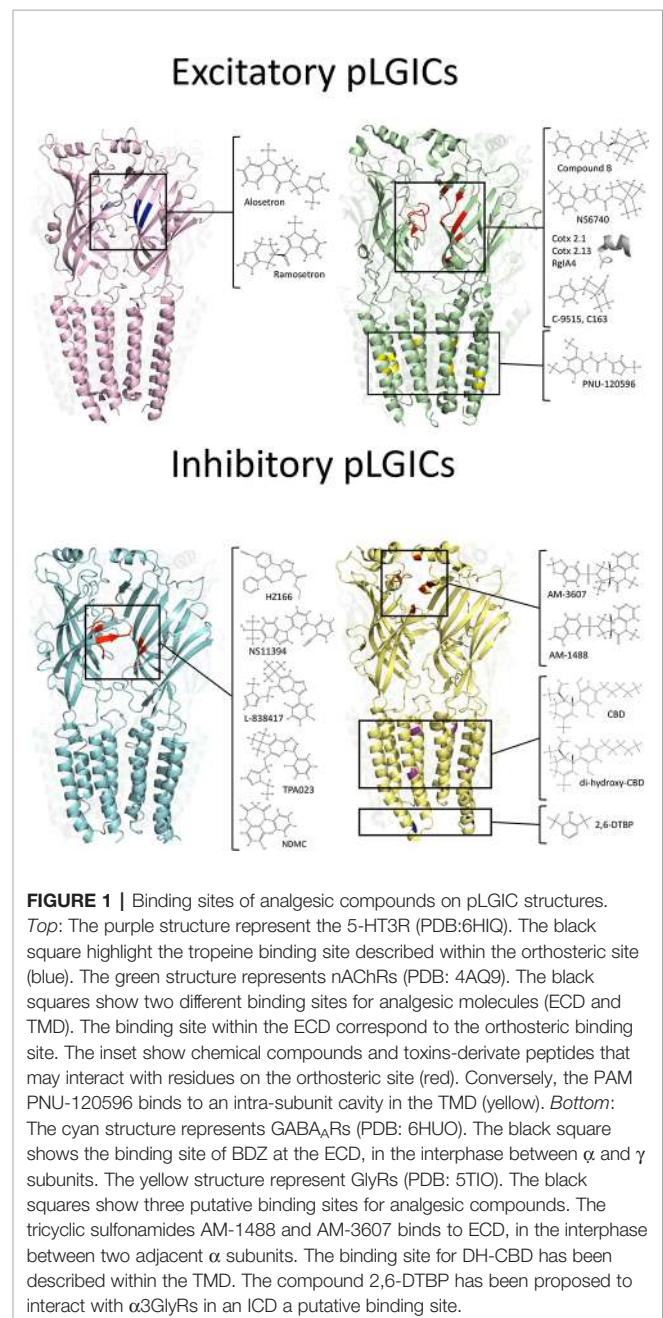 Excitatory pLGICs
Alosetron
Ramosetron
Compound B
NS6740
Cotx 2.1
Cotx 2.13
RgIA4
C-9515, C163
PNU-120596
Inhibitory pLGICs
H2166
NS11394
L-838417
TPA023
NDMC
AM-3607
AM-1488
CBD
di-hydroxy-CBD
2,6-DTBP
FIGURE 1 | Binding sites of analgesic compounds on pLGIC structures.
Top: The purple structure represent the 5-HT3R (PDB:6HIQ). The black
square highlight the tropeine binding site described within the orthosteric site
(blue). The green structure represents nAChRs (PDB: 4AQ9). The black
squares show two different binding sites for analgesic molecules (ECD and
TMD). The binding site within the ECD correspond to the orthosteric binding
site. The inset show chemical compounds and toxins-derivate peptides that
may interact with residues on the orthosteric site (red). Conversely, the PAM
PNU-120596 binds to an intra-subunit cavity in the TMD (yellow). Bottom:
The cyan structure represents GABAARs (PDB: 6HUO). The black square
shows the binding site of BDZ at the ECD, in the interphase between α and γ
subunits. The yellow structure represent GlyRs (PDB: 5TIO). The black
squares show three putative binding sites for analgesic compounds. The
tricyclic sulfonamides AM-1488 and AM-3607 binds to ECD, in the interphase
between two adjacent α subunits. The binding site for DH-CBD has been
described within the TMD. The compound 2,6-DTBP has been proposed to
interact with α3GlyRs in an ICD a putative binding site.